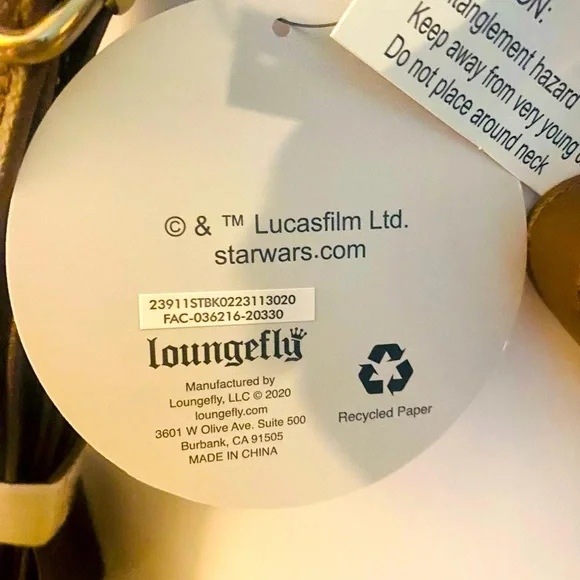 ON:
tanglement hazard
Keep away from very young
Do not place around neck
© & ™ Lucasfilm Ltd.
starwars.com
23911STBK0223113020
FAC-036216-20330
loungefly
Manufactured by
Loungefly, LLC © 2020
loungefly.com
3601 W Olive Ave. Suite 500
Burbank, CA 91505
MADE IN CHINA
Recycled Paper